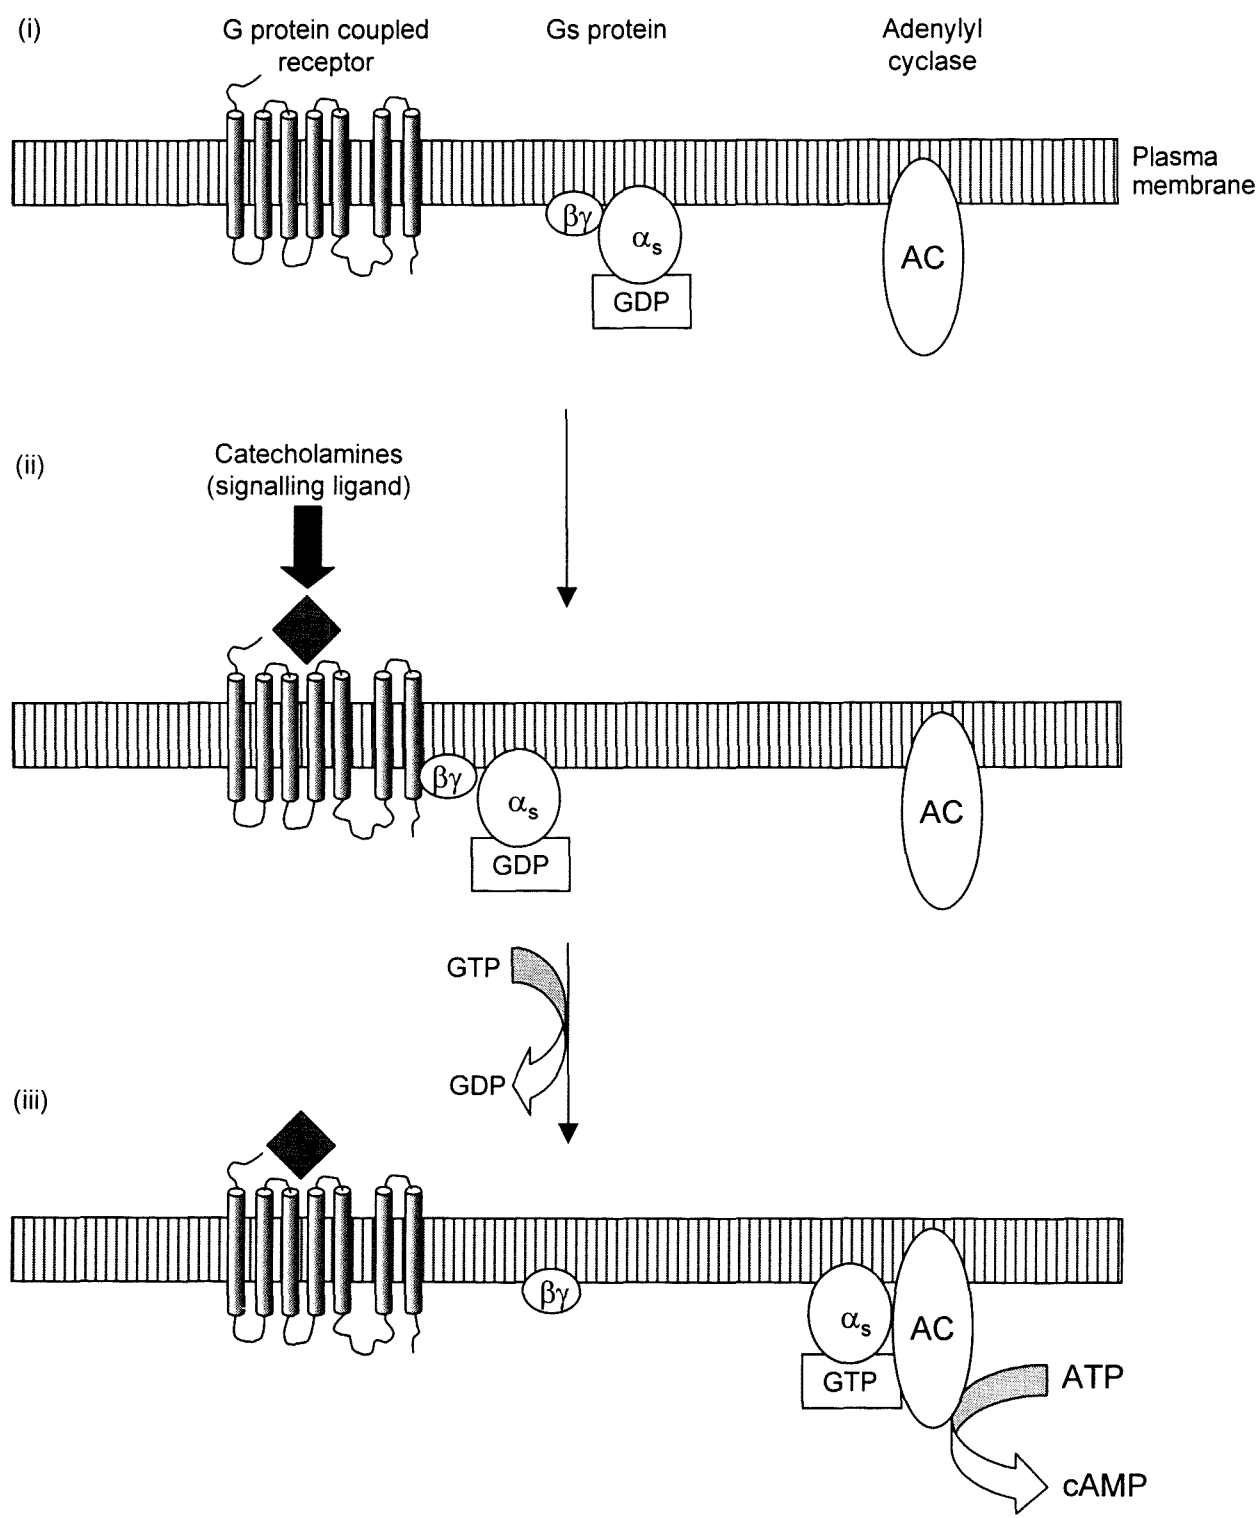 (i)
G protein coupled
receptor
Gs protein
Adenylyl
cyclase
Plasma
membrane
βγ
αs
GDP
AC
(ii)
Catecholamines
(signalling ligand)
βγ
αs
GDP
AC
GTP
GDP
(iii)
βγ
αs
GTP
AC
ATP
cAMP